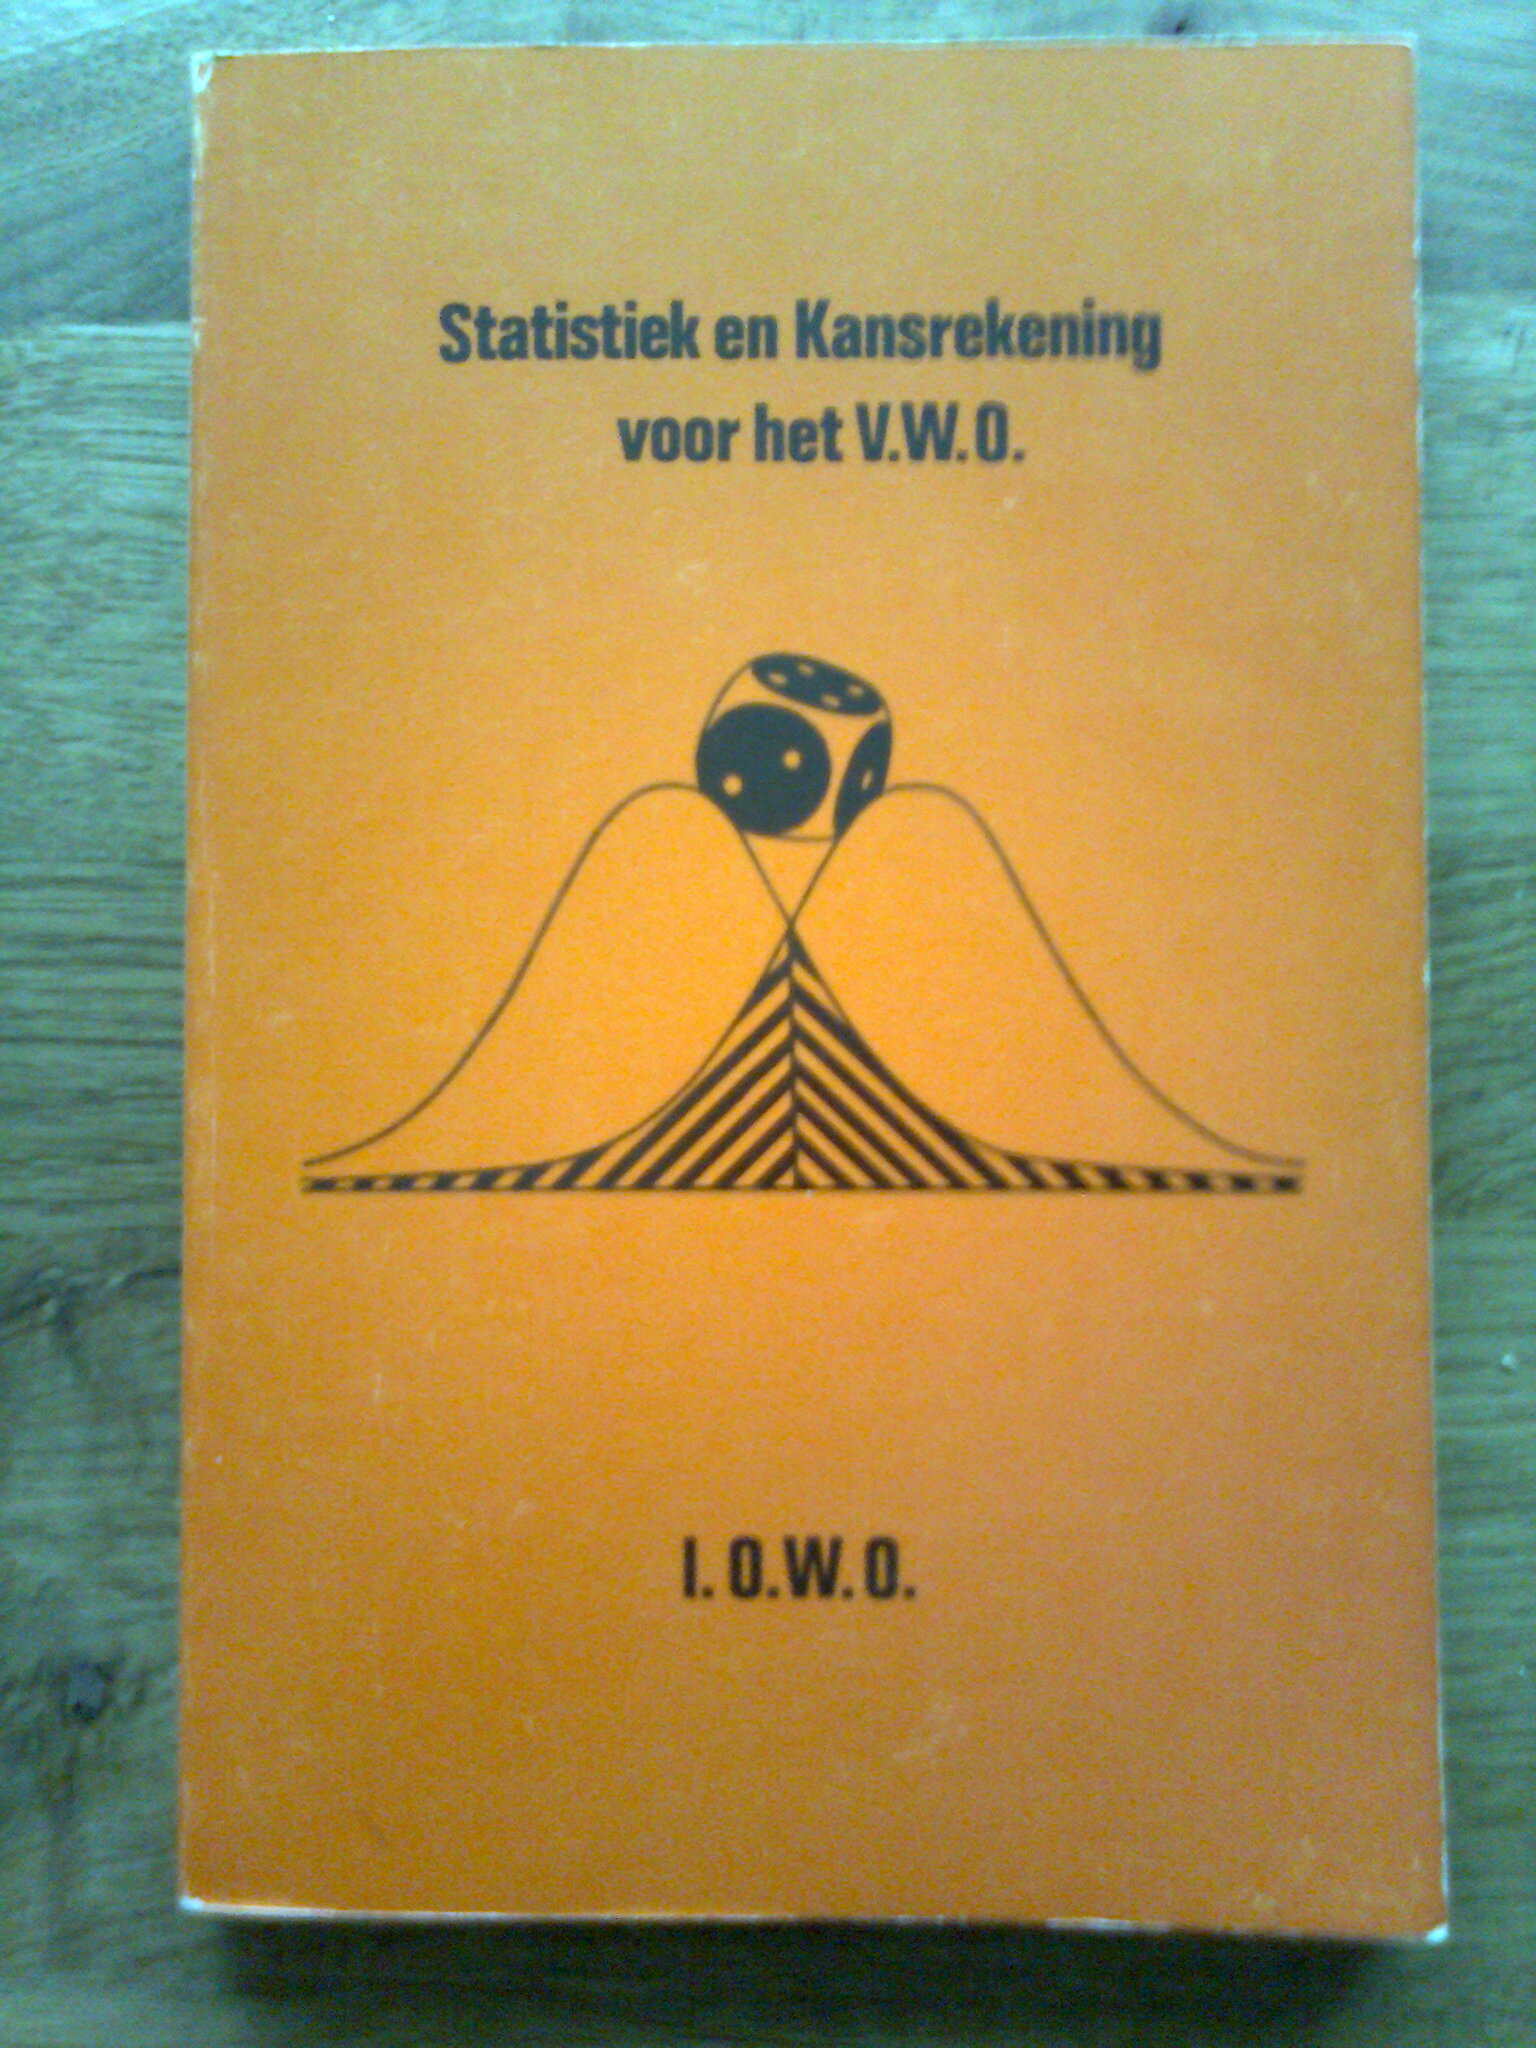 Statistiek en Kansrekening
voor het V.W.O.
I.O.W.O.